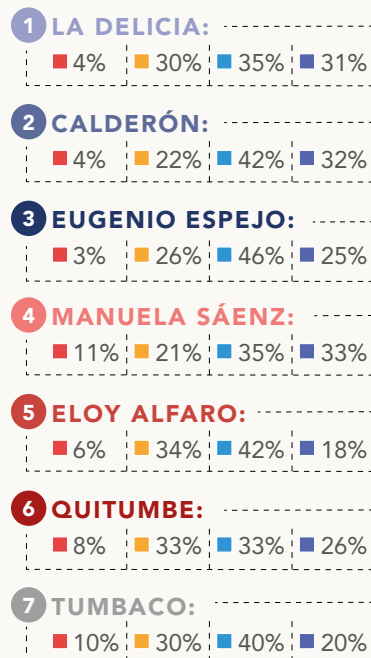 1 LA DELICIA:
4% 30% 35% 31%
2 CALDERÓN:
4% 22% 42% 32%
3 EUGENIO ESPEJO:
3% 26% 46% 25%
4 MANUELA SÁENZ:
11% 21% 35% 33%
5 ELOY ALFARO:
6% 34% 42% 18%
6 QUITUMBE:
8% 33% 33% 26%
7 TUMBACO:
10% 30% 40% 20%